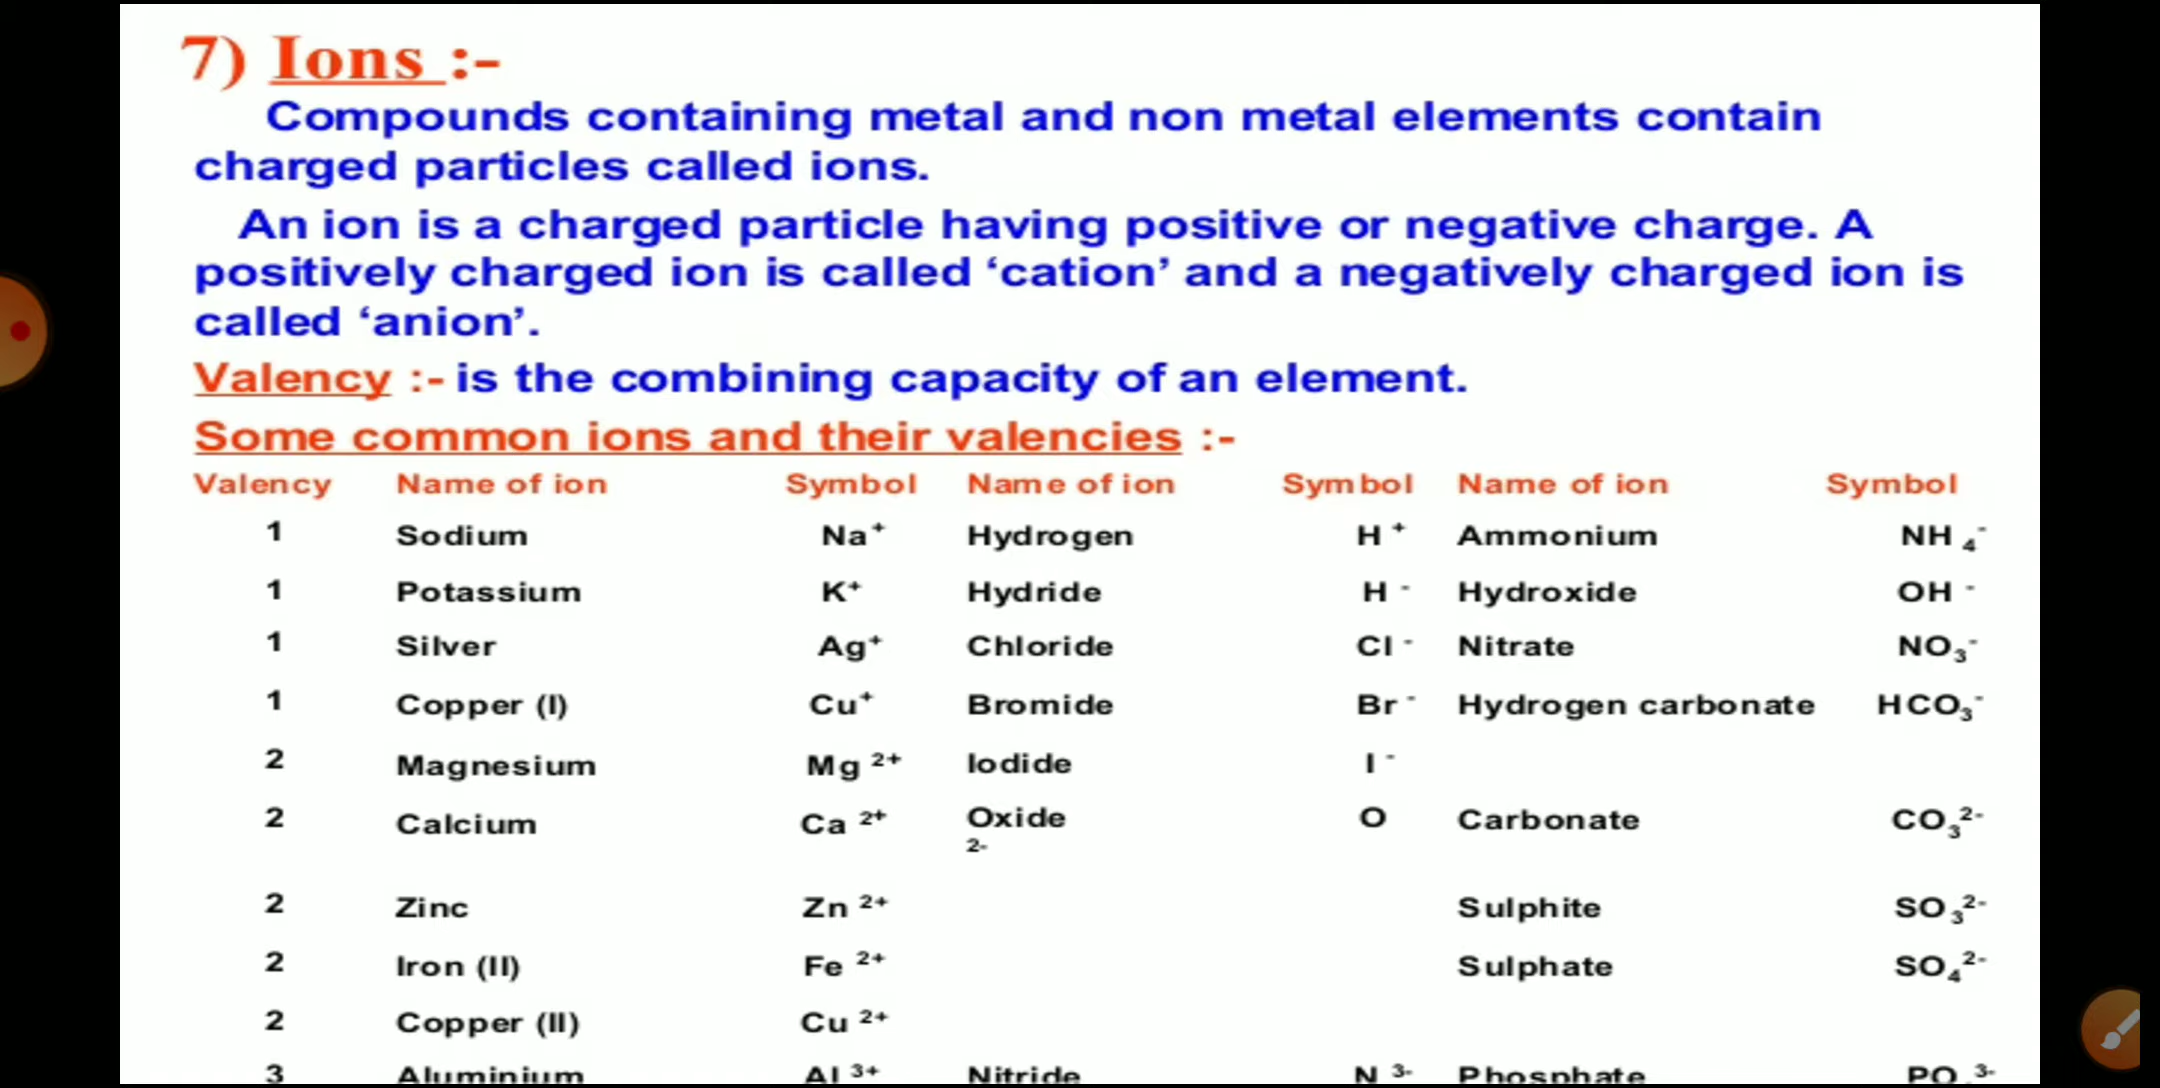 7) Ions :-
Compounds containing metal and non metal elements contain
charged particles called ions.
An ion is a charged particle having positive or negative charge. A
positively charged ion is called ‘cation’ and a negatively charged ion is
called ‘anion’.
Valency :- is the combining capacity of an element.
Some common ions and their valencies :-
Valency Name of ion Symbol Name of ion Symbol Name of ion Symbol
1 Sodium Na⁺ Hydrogen H⁺ Ammonium NH₄⁻
1 Potassium K⁺ Hydride H⁻ Hydroxide OH⁻
1 Silver Ag⁺ Chloride Cl⁻ Nitrate NO₃⁻
1 Copper (I) Cu⁺ Bromide Br⁻ Hydrogen carbonate HCO₃⁻
2 Magnesium Mg²⁺ Iodide I⁻
2 Calcium Ca²⁺ Oxide O Carbonate CO₃²⁻
2-
2 Zinc Zn²⁺ Sulphite SO₃²⁻
2 Iron (II) Fe²⁺ Sulphate SO₄²⁻
2 Copper (II) Cu²⁺
3 Aluminium Al³⁺ Nitride N³⁻ Phosphate